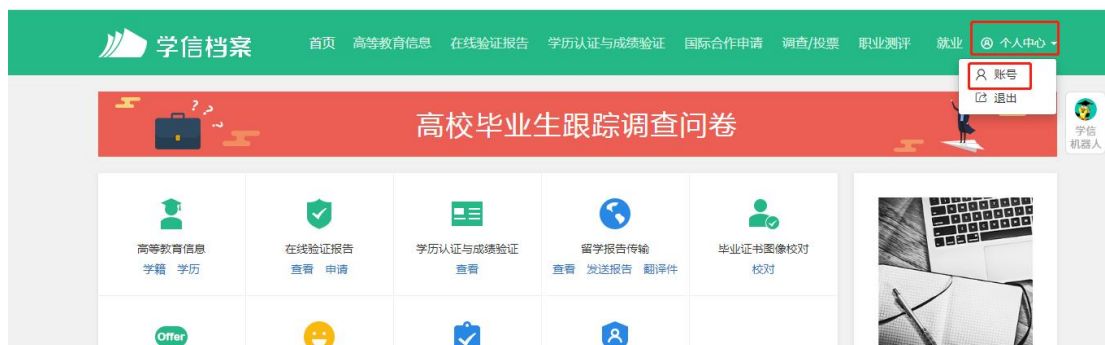 学信档案
首页 高等教育信息 在线验证报告 学历认证与成绩验证 国际合作申请 调查/投票 职业测评 就业 个人中心
账号
退出
高校毕业生跟踪调查问卷
学信
机器人
高等教育信息 在线验证报告 学历认证与成绩验证 留学报告传输 毕业证书图像校对
学籍 学历 查看 申请 查看 查看 发送报告 翻译件 校对
Offer